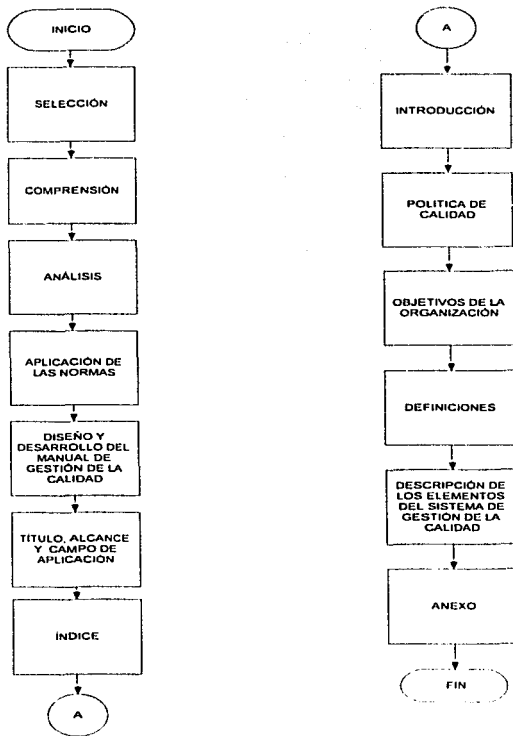 INICIO
SELECCIÓN
COMPRENSIÓN
ANÁLISIS
APLICACIÓN DE
LAS NORMAS
DISEÑO Y
DESARROLLO DEL
MANUAL DE
GESTIÓN DE LA
CALIDAD
TÍTULO, ALCANCE
Y CAMPO DE
APLICACIÓN
ÍNDICE
A
A
INTRODUCCIÓN
POLITICA DE
CALIDAD
OBJETIVOS DE LA
ORGANIZACIÓN
DEFINICIONES
DESCRIPCIÓN DE
LOS ELEMENTOS
DEL SISTEMA DE
GESTIÓN DE LA
CALIDAD
ANEXO
FIN